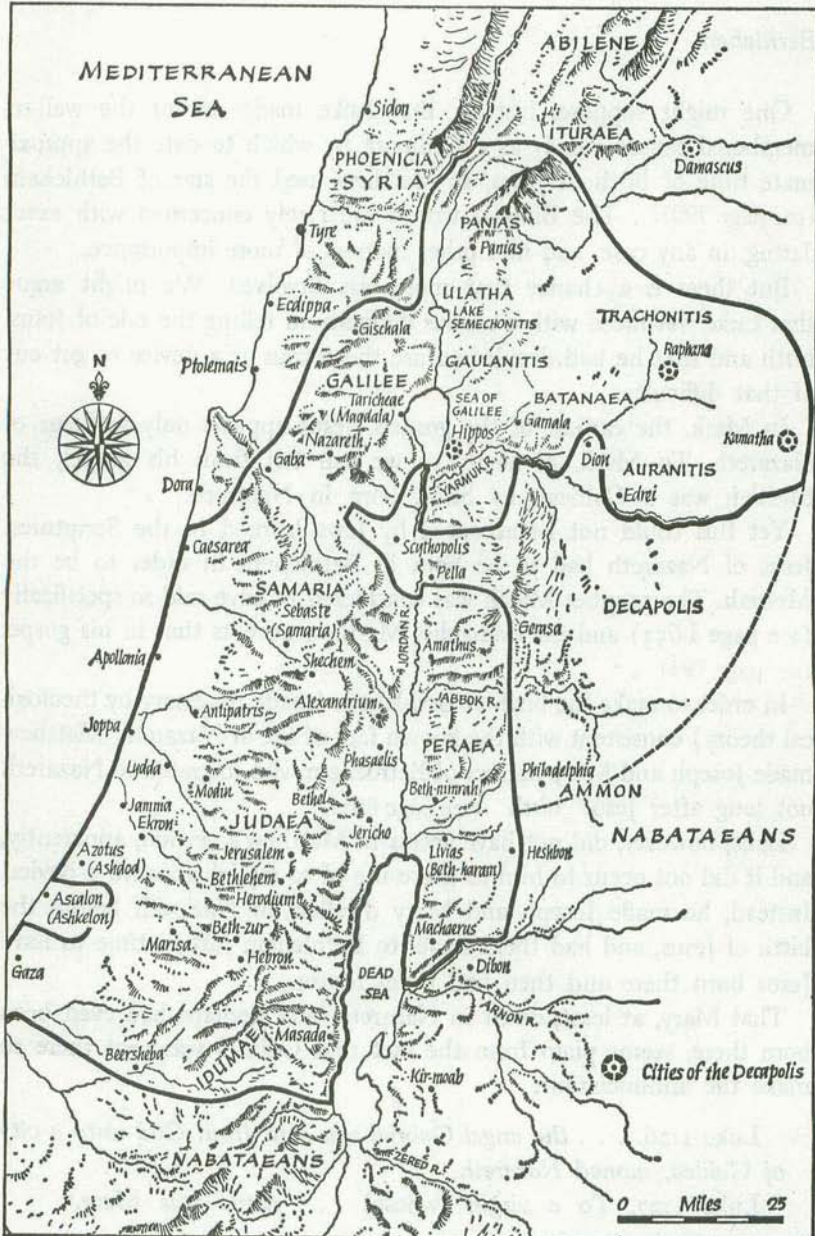 MEDITERRANEAN
SEA
ABILENE
Sidon
ITURAEA
Damascus
PHOENICIA
SYRIA
PANIAS
Panias
Tyre
ULATHA
LAKE
SEMECHONITIS
Ecdippa
Gischala
TRACHONITIS
Raphana
GAULANITIS
Ptolemais
N
GALILEE
Taricheae
(Magdala)
SEA OF
GALILEE
BATANAEA
Gamala
Hippos
Kanatha
Nazareth
Gaba
YARMUK R.
Dion
AURANITIS
Edrei
Dora
Caesarea
Scythopolis
Pella
SAMARIA
Sebaste
(Samaria)
DECAPOLIS
JORDAN
Gerasa
Amathus
Shechem
Apollonia
JABBOK R.
Antipatris
Alexandrium
Joppa
PERAEA
Phasaelis
Lydda
Philadelphia
Beth-nimrah
AMMON
Modin
Bethel
NABATAEANS
Jamnia
Ekron
JUDAEA
Jericho
Azotus
(Ashdod)
Jerusalem
Livias
(Beth-haram)
Heshbon
Bethlehem
Herodium
Ascalon
(Ashkelon)
Beth-zur
Machaerus
Marisa
Hebron
Gaza
DEAD
SEA
Dibon
ARNON R.
Masada
IDUMAEA
Beersheba
Cities of the Decapolis
Kir-moab
NABATAEANS
ZERED R.
0 Miles 25